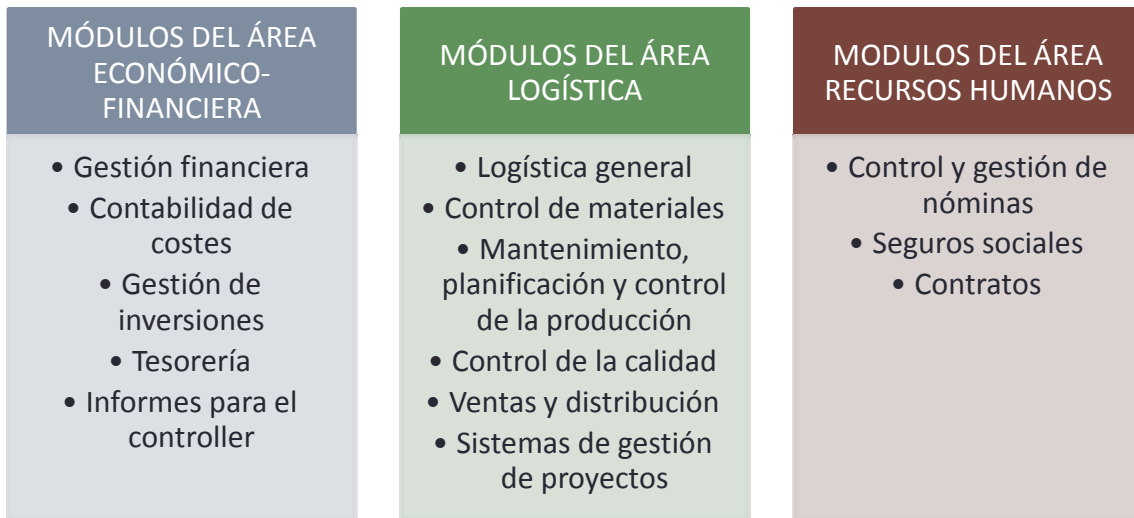 MÓDULOS DEL ÁREA
ECONÓMICO-
FINANCIERA
• Gestión financiera
• Contabilidad de
costes
• Gestión de
inversiones
• Tesorería
• Informes para el
controller
MÓDULOS DEL ÁREA
LOGÍSTICA
• Logística general
• Control de materiales
• Mantenimiento,
planificación y control
de la producción
• Control de la calidad
• Ventas y distribución
• Sistemas de gestión
de proyectos
MODULOS DEL ÁREA
RECURSOS HUMANOS
• Control y gestión de
nóminas
• Seguros sociales
• Contratos